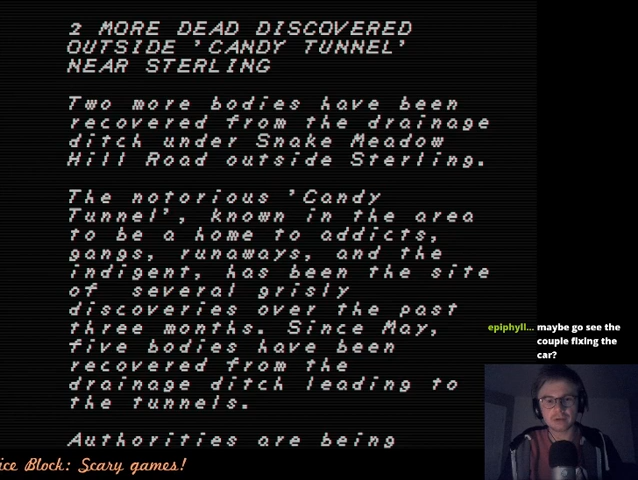 2 MORE DEAD DISCOVERED
OUTSIDE 'CANDY TUNNEL'
NEAR STERLING
Two more bodies have been
recovered from the drainage
ditch under Snake Meadow
Hill Road outside Sterling.
The notorious 'Candy
Tunnel', known in the area
to be a home to addicts,
gangs, runaways, and the
indigent, has been the site
of several grisly
discoveries over the past
three months. Since May,
five bodies have been
recovered from the
drainage ditch leading to
the tunnels.
Authorities are being
epiphyll... maybe go see the
couple fixing the
car?
ice Block: Scary games!